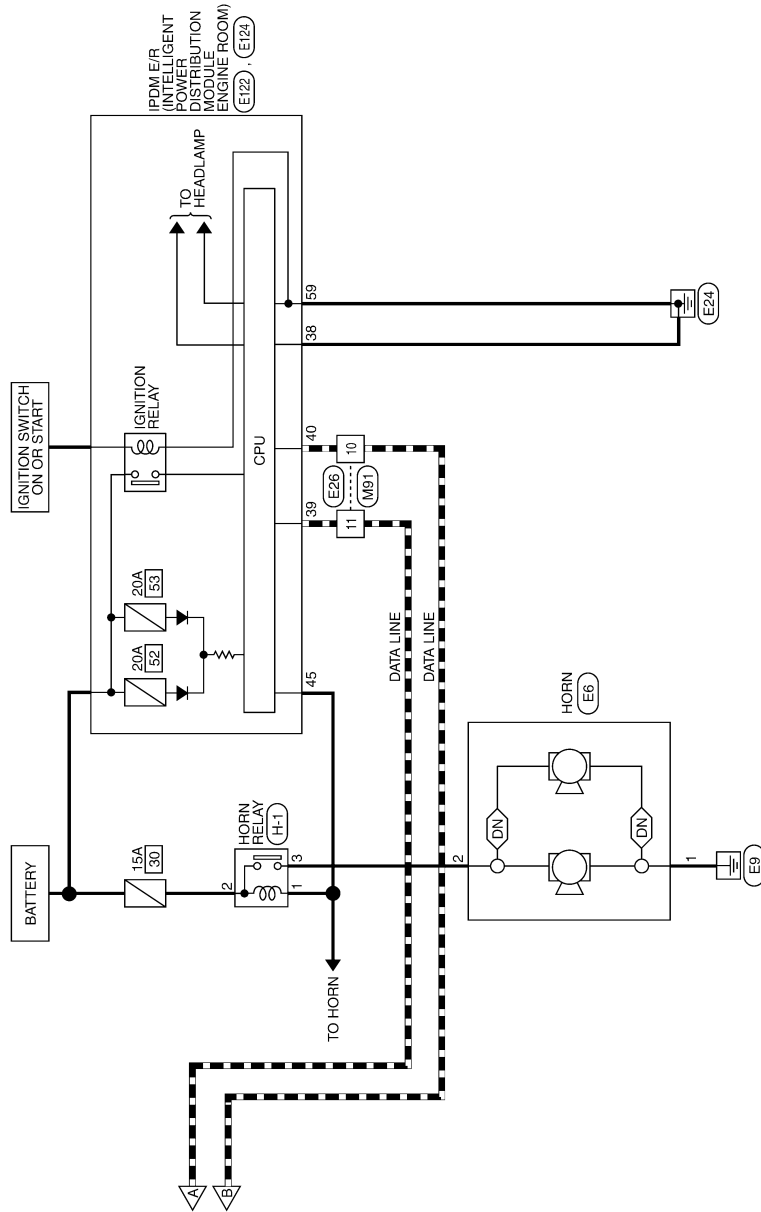 IGNITION SWITCH
ON OR START
BATTERY
IPDM E/R
(INTELLIGENT
POWER
DISTRIBUTION
MODULE
ENGINE ROOM)
E122 , E124
20A
52
20A
53
IGNITION
RELAY
TO
HEADLAMP
CPU
15A
30
HORN
RELAY
H-1
2
1
3
45
39
40
38
59
TO HORN
11
10
E26
M91
DATA LINE
DATA LINE
A
B
HORN
E6
2
DN
DN
1
E9
E24